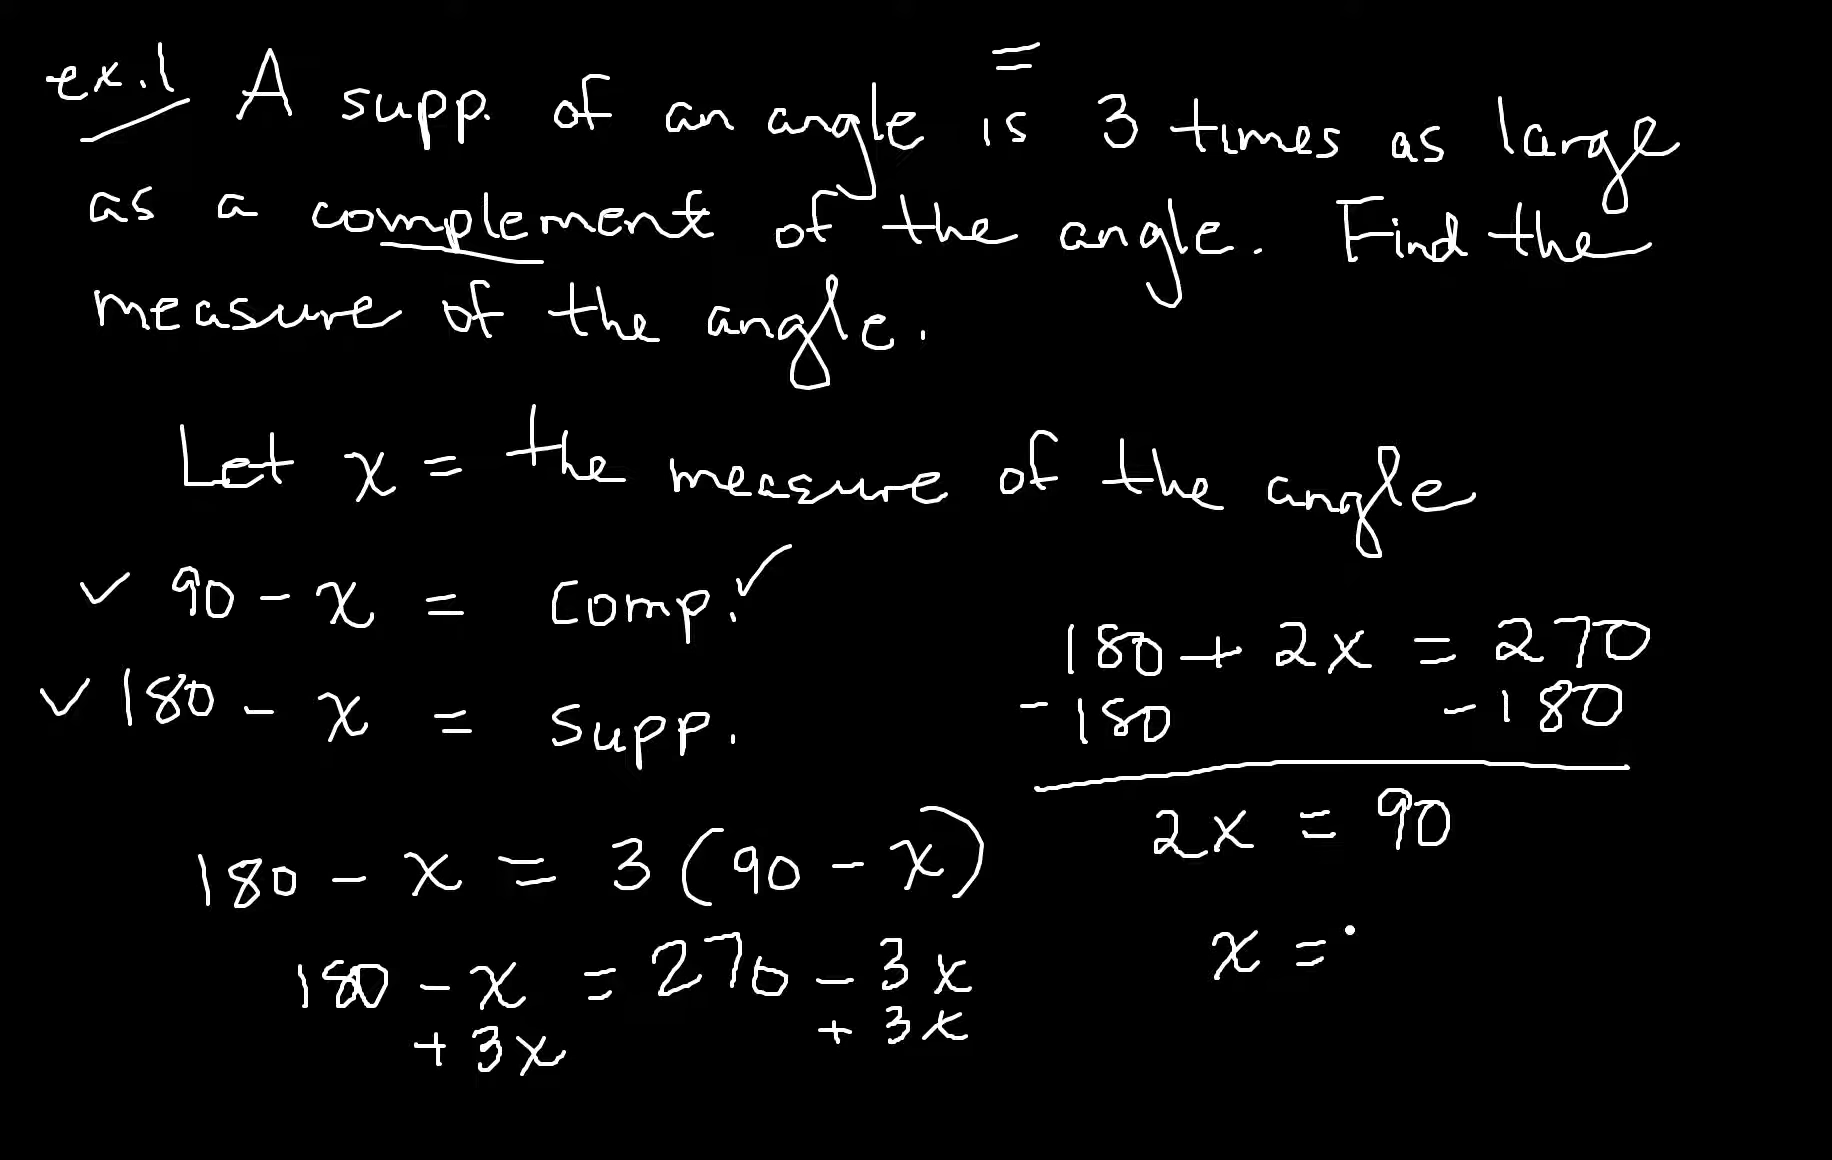 ex.1 A supp. of an angle is 3 times as large
=
as a complement of the angle. Find the
measure of the angle.
Let x = the measure of the angle
90 - x = comp.
180 - x = supp.
180 - x = 3(90 - x)
180 - x = 270 - 3x
+ 3x + 3x
180 + 2x = 270
- 180 - 180
2x = 90
x =